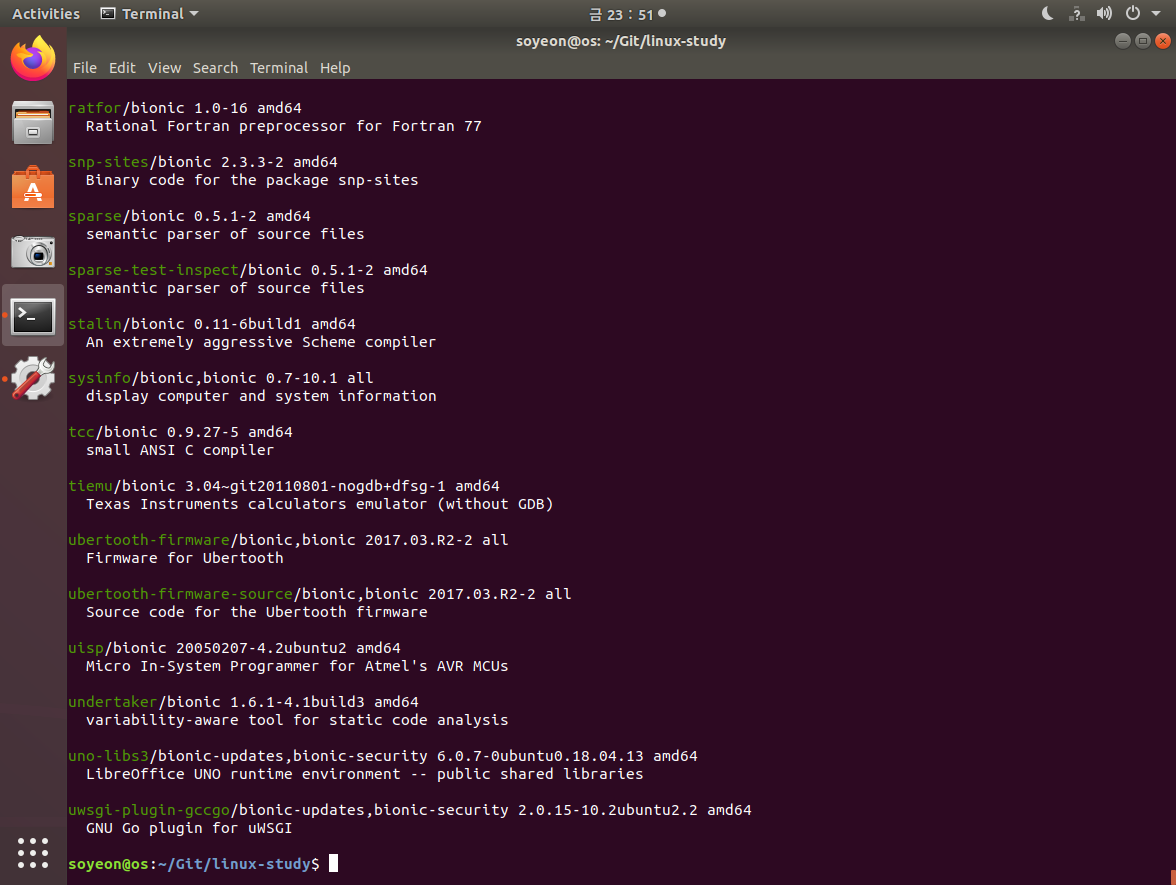 Activities Terminal 금 23 : 51
soyeon@os: ~/Git/linux-study
File Edit View Search Terminal Help
ratfor/bionic 1.0-16 amd64
  Rational Fortran preprocessor for Fortran 77
snp-sites/bionic 2.3.3-2 amd64
  Binary code for the package snp-sites
sparse/bionic 0.5.1-2 amd64
  semantic parser of source files
sparse-test-inspect/bionic 0.5.1-2 amd64
  semantic parser of source files
stalin/bionic 0.11-6build1 amd64
  An extremely aggressive Scheme compiler
sysinfo/bionic,bionic 0.7-10.1 all
  display computer and system information
tcc/bionic 0.9.27-5 amd64
  small ANSI C compiler
tiemu/bionic 3.04~git20110801-nogdb+dfsg-1 amd64
  Texas Instruments calculators emulator (without GDB)
ubertooth-firmware/bionic,bionic 2017.03.R2-2 all
  Firmware for Ubertooth
ubertooth-firmware-source/bionic,bionic 2017.03.R2-2 all
  Source code for the Ubertooth firmware
uisp/bionic 20050207-4.2ubuntu2 amd64
  Micro In-System Programmer for Atmel's AVR MCUs
undertaker/bionic 1.6.1-4.1build3 amd64
  variability-aware tool for static code analysis
uno-libs3/bionic-updates,bionic-security 6.0.7-0ubuntu0.18.04.13 amd64
  LibreOffice UNO runtime environment -- public shared libraries
uwsgi-plugin-gccgo/bionic-updates,bionic-security 2.0.15-10.2ubuntu2.2 amd64
  GNU Go plugin for uWSGI
soyeon@os:~/Git/linux-study$